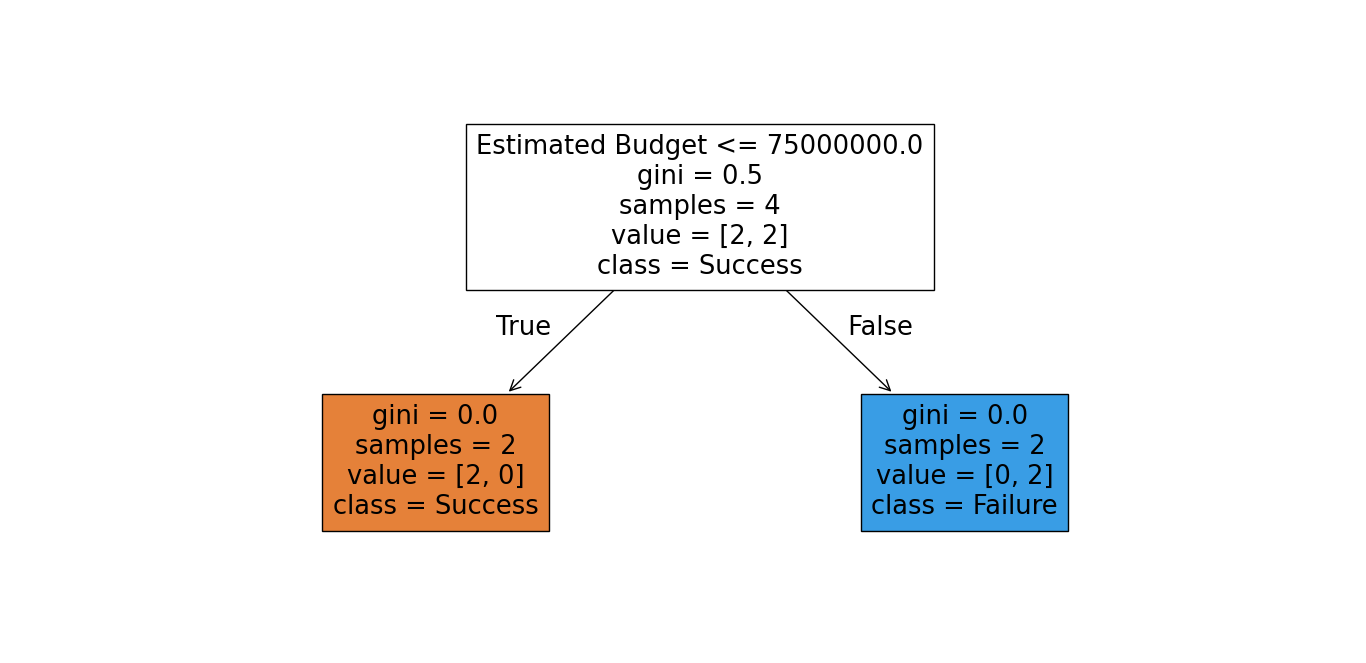 Estimated Budget <= 75000000.0
gini = 0.5
samples = 4
value = [2, 2]
class = Success
True
False
gini = 0.0
samples = 2
value = [2, 0]
class = Success
gini = 0.0
samples = 2
value = [0, 2]
class = Failure